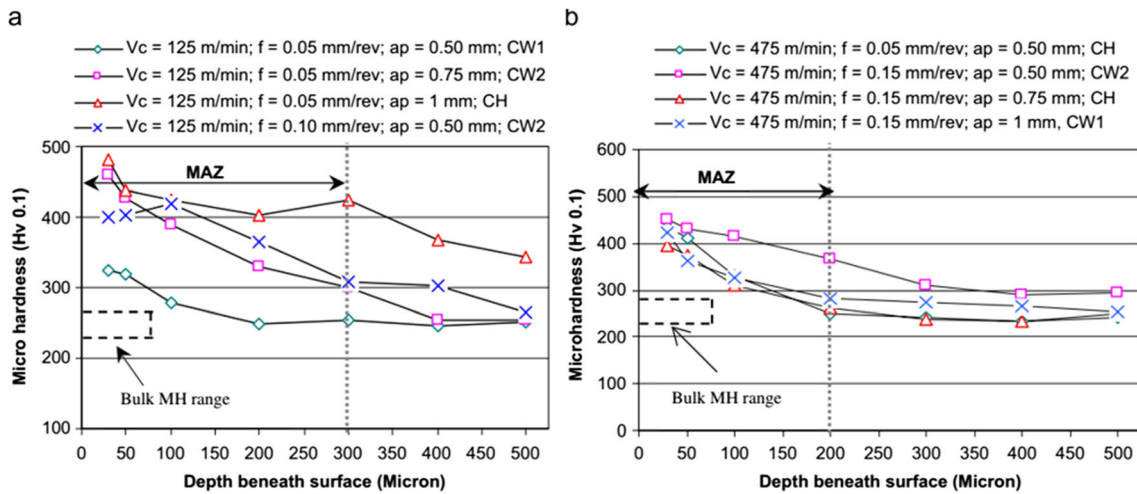 a
Vc = 125 m/min; f = 0.05 mm/rev; ap = 0.50 mm; CW1
Vc = 125 m/min; f = 0.05 mm/rev; ap = 0.75 mm; CW2
Vc = 125 m/min; f = 0.05 mm/rev; ap = 1 mm; CH
Vc = 125 m/min; f = 0.10 mm/rev; ap = 0.50 mm; CW2
Micro hardness (Hv 0.1)
500
400
300
200
100
MAZ
Bulk MH range
0 50 100 150 200 250 300 350 400 450 500
Depth beneath surface (Micron)
b
Vc = 475 m/min; f = 0.05 mm/rev; ap = 0.50 mm; CH
Vc = 475 m/min; f = 0.15 mm/rev; ap = 0.50 mm; CW2
Vc = 475 m/min; f = 0.15 mm/rev; ap = 0.75 mm; CH
Vc = 475 m/min; f = 0.15 mm/rev; ap = 1 mm, CW1
Microhardness (Hv 0.1)
600
500
400
300
200
100
0
MAZ
Bulk MH range
0 50 100 150 200 250 300 350 400 450 500
Depth beneath surface (Micron)